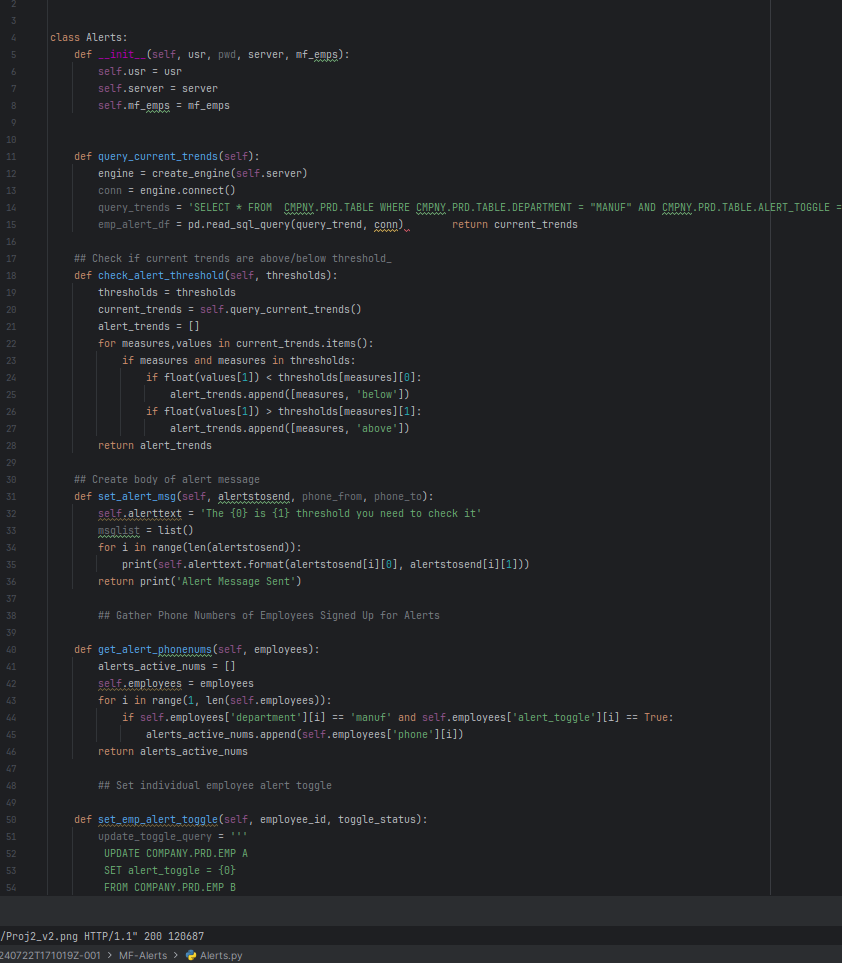 2
3
4 class Alerts:
5 def __init__(self, usr, pwd, server, mf_emps):
6 self.usr = usr
7 self.server = server
8 self.mf_emps = mf_emps
9
10
11 def query_current_trends(self):
12 engine = create_engine(self.server)
13 conn = engine.connect()
14 query_trends = 'SELECT * FROM  CMPNY.PRD.TABLE WHERE CMPNY.PRD.TABLE.DEPARTMENT = "MANUF" AND CMPNY.PRD.TABLE.ALERT_TOGGLE =
15 emp_alert_df = pd.read_sql_query(query_trend, conn)        return current_trends
16
17 ## Check if current trends are above/below threshold_
18 def check_alert_threshold(self, thresholds):
19 thresholds = thresholds
20 current_trends = self.query_current_trends()
21 alert_trends = []
22 for measures,values in current_trends.items():
23 if measures and measures in thresholds:
24 if float(values[1]) < thresholds[measures][0]:
25 alert_trends.append([measures, 'below'])
26 if float(values[1]) > thresholds[measures][1]:
27 alert_trends.append([measures, 'above'])
28 return alert_trends
29
30 ## Create body of alert message
31 def set_alert_msg(self, alertstosend, phone_from, phone_to):
32 self.alerttext = 'The {0} is {1} threshold you need to check it'
33 msglist = list()
34 for i in range(len(alertstosend)):
35 print(self.alerttext.format(alertstosend[i][0], alertstosend[i][1]))
36 return print('Alert Message Sent')
37
38 ## Gather Phone Numbers of Employees Signed Up for Alerts
39
40 def get_alert_phonenums(self, employees):
41 alerts_active_nums = []
42 self.employees = employees
43 for i in range(1, len(self.employees)):
44 if self.employees['department'][i] == 'manuf' and self.employees['alert_toggle'][i] == True:
45 alerts_active_nums.append(self.employees['phone'][i])
46 return alerts_active_nums
47
48 ## Set individual employee alert toggle
49
50 def set_emp_alert_toggle(self, employee_id, toggle_status):
51 update_toggle_query = '''
52 UPDATE COMPANY.PRD.EMP A
53 SET alert_toggle = {0}
54 FROM COMPANY.PRD.EMP B
/Proj2_v2.png HTTP/1.1" 200 120687
240722T171019Z-001 > MF-Alerts > Alerts.py